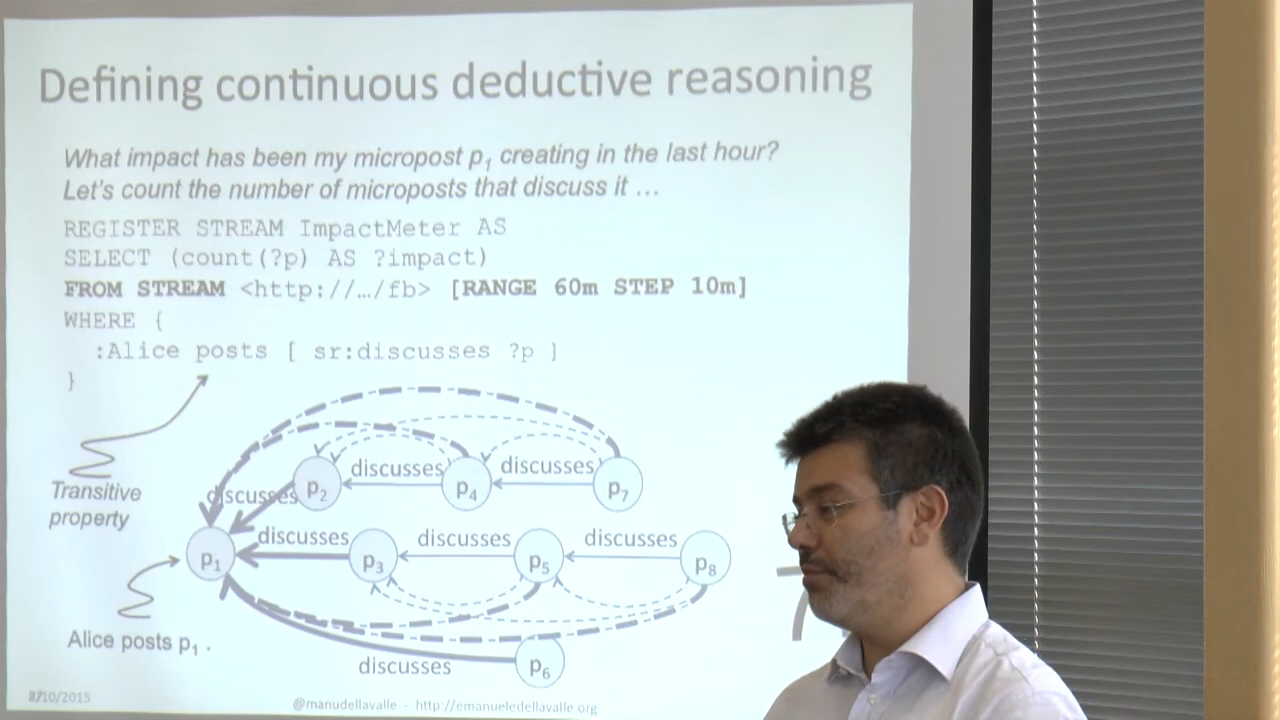 Defining continuous deductive reasoning
What impact has been my micropost p₁ creating in the last hour?
Let's count the number of microposts that discuss it …
REGISTER STREAM ImpactMeter AS
SELECT (count(?p) AS ?impact)
FROM STREAM <http://…/fb> [RANGE 60m STEP 10m]
WHERE {
:Alice posts [ sr:discusses ?p ]
}
Transitive
property
discusses
p₂
discusses
p₄
discusses
p₇
p₁
discusses
p₃
discusses
p₅
discusses
p₈
Alice posts p₁ .
discusses
p₆
/10/2015
@manudellavalle - http://emanueledellavalle.org